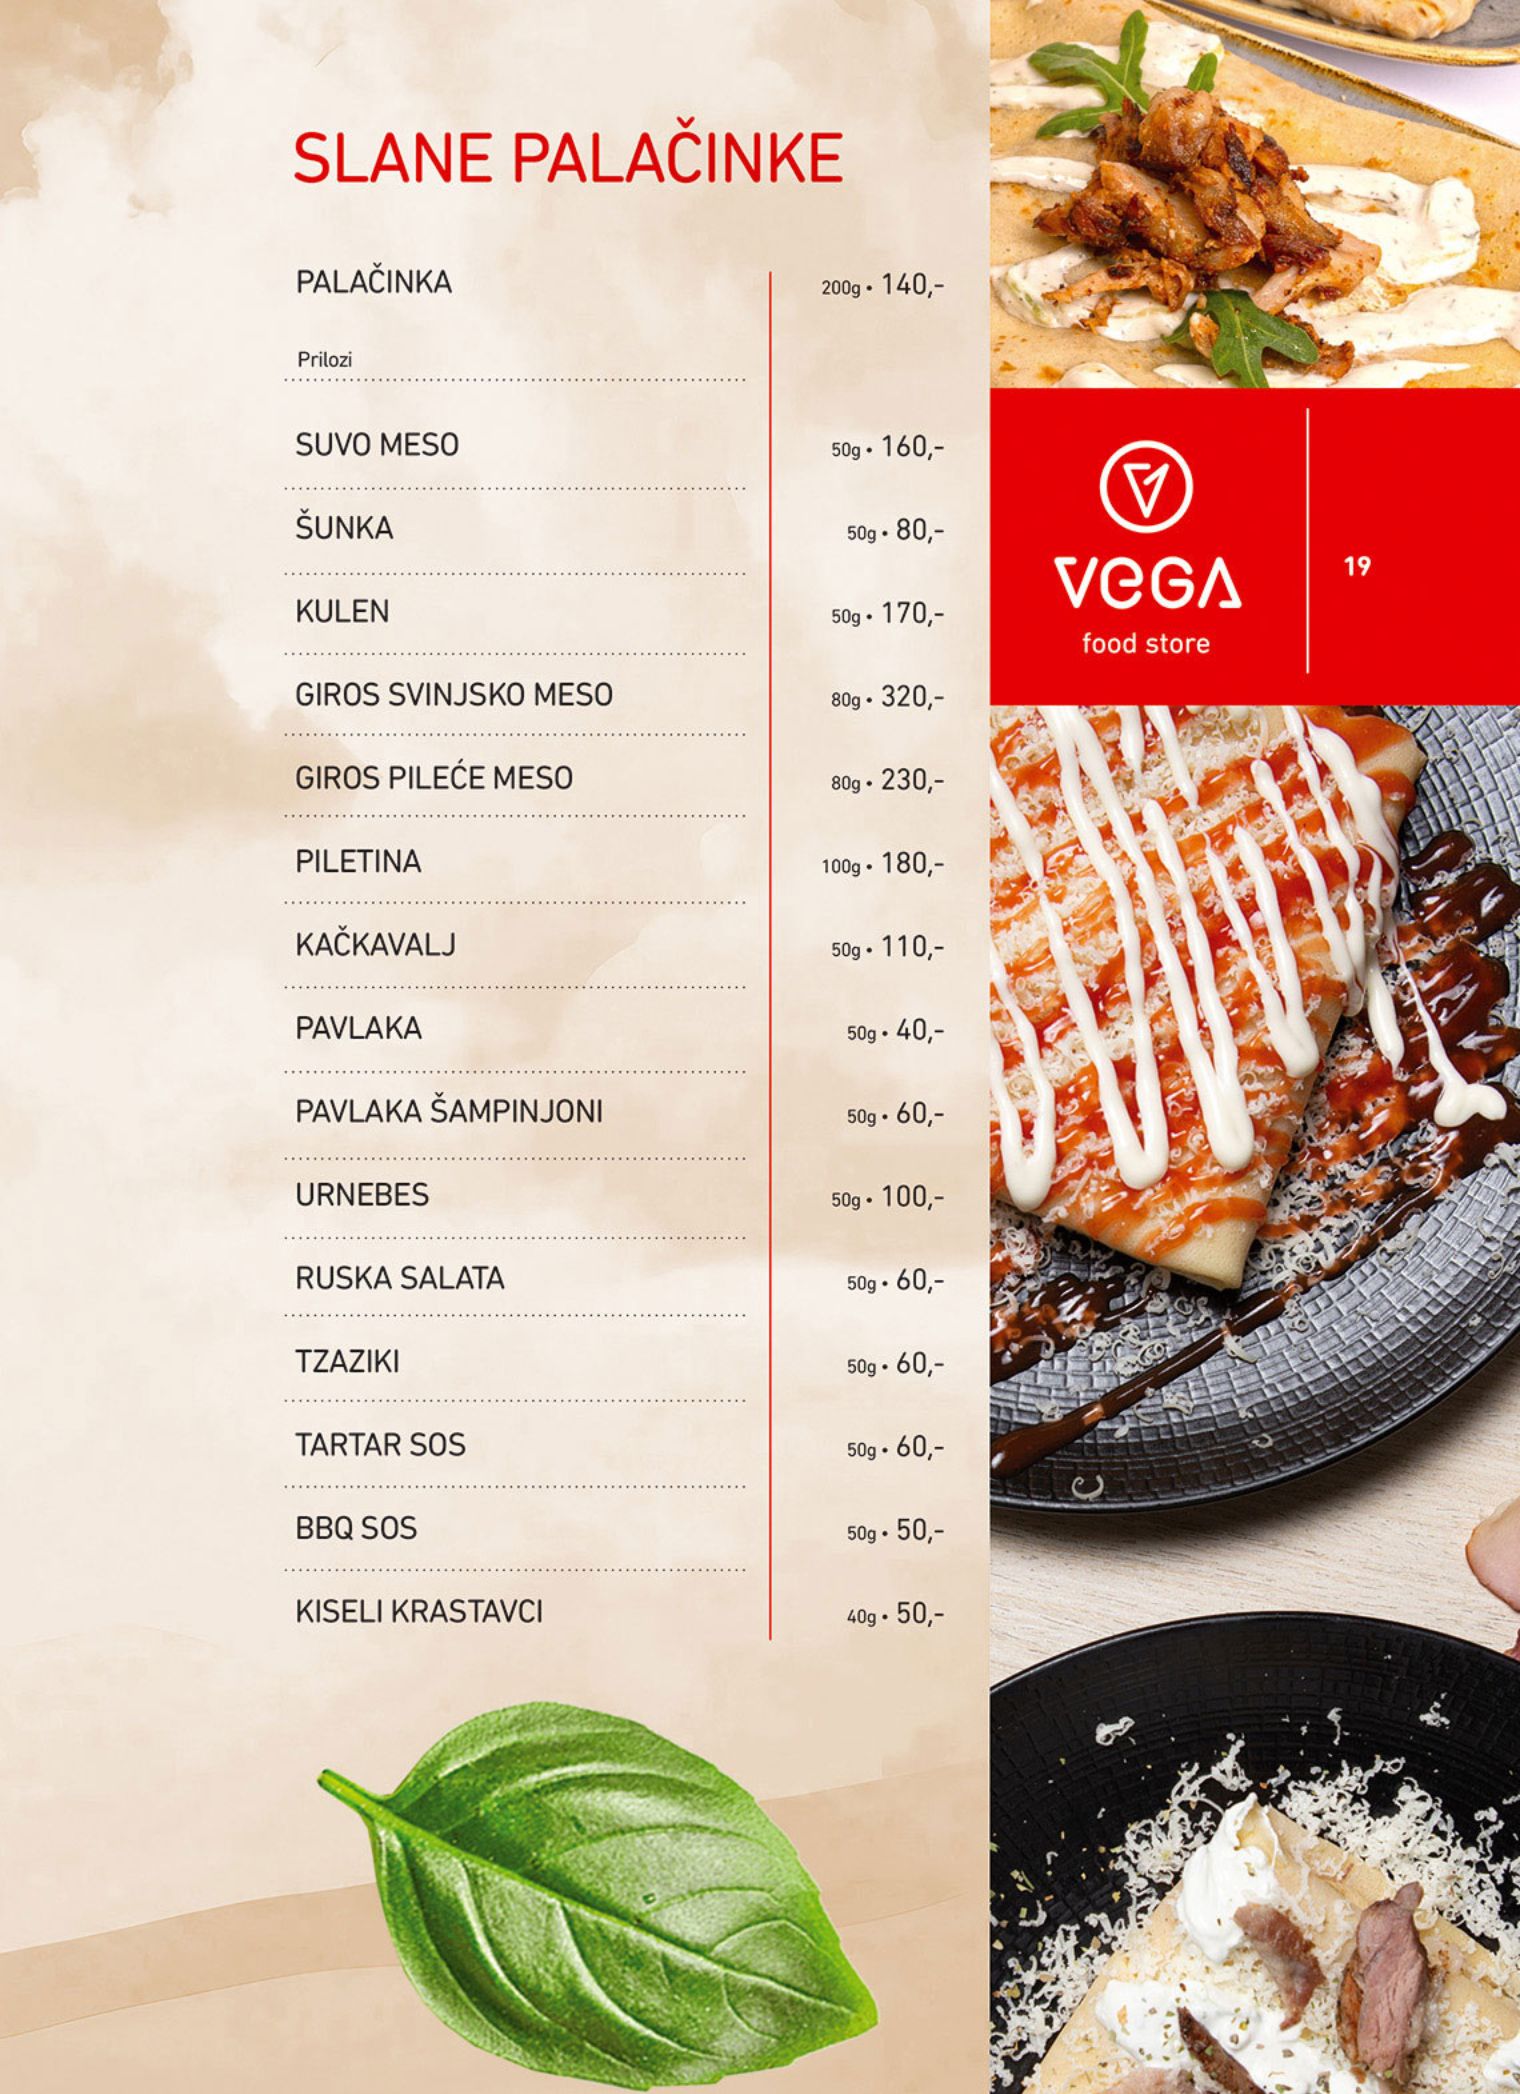 SLANE PALAČINKE
PALAČINKA 200g • 140,-
Prilozi
SUVO MESO 50g • 160,-
ŠUNKA 50g • 80,-
KULEN 50g • 170,-
GIROS SVINJSKO MESO 80g • 320,-
GIROS PILEĆE MESO 80g • 230,-
PILETINA 100g • 180,-
KAČKAVALJ 50g • 110,-
PAVLAKA 50g • 40,-
PAVLAKA ŠAMPINJONI 50g • 60,-
URNEBES 50g • 100,-
RUSKA SALATA 50g • 60,-
TZAZIKI 50g • 60,-
TARTAR SOS 50g • 60,-
BBQ SOS 50g • 50,-
KISELI KRASTAVCI 40g • 50,-
VEGA
food store
19